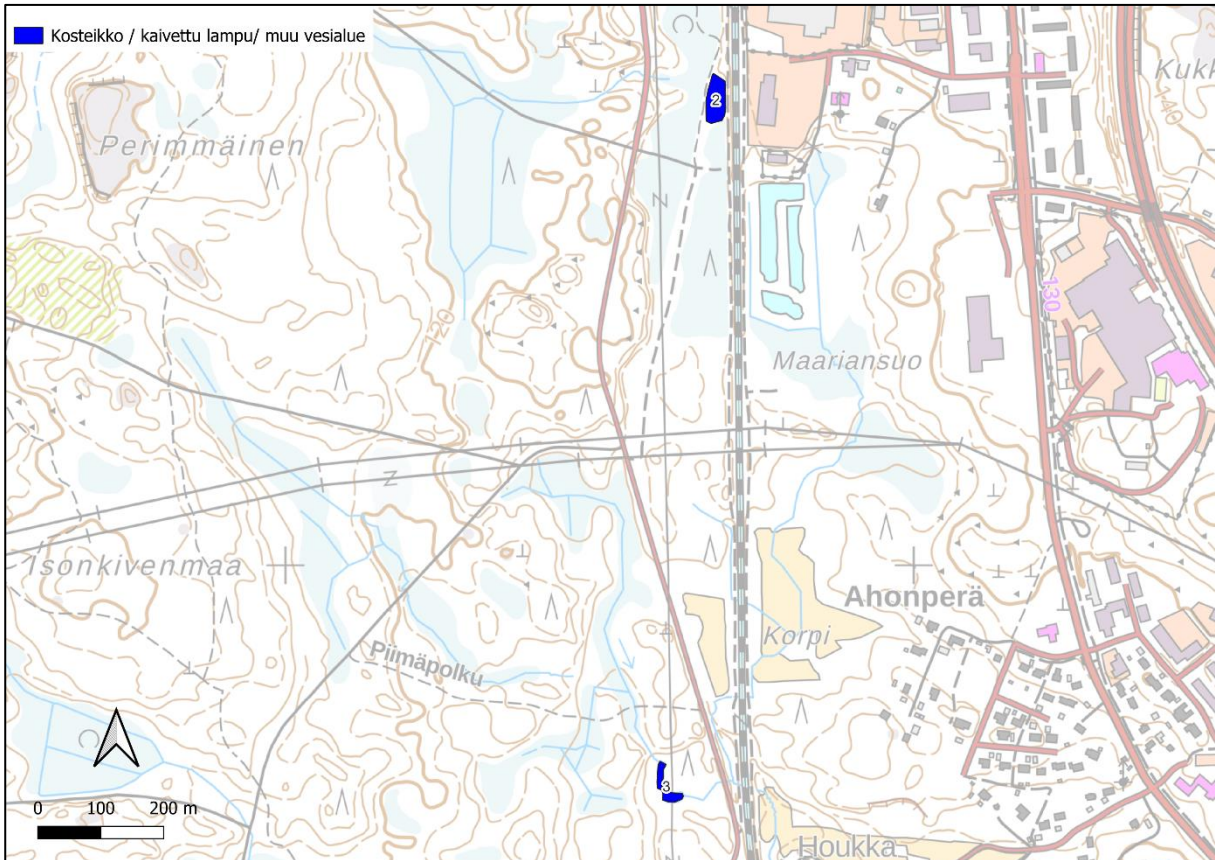 Kosteikko / kaivettu lampu/ muu vesialue
2
Kukk
140
Perimmäinen
120
130
Maariansuo
Isonkivenmaa
Ahonperä
Korpi
Piimäpolku
3
0 100 200 m
Houkka